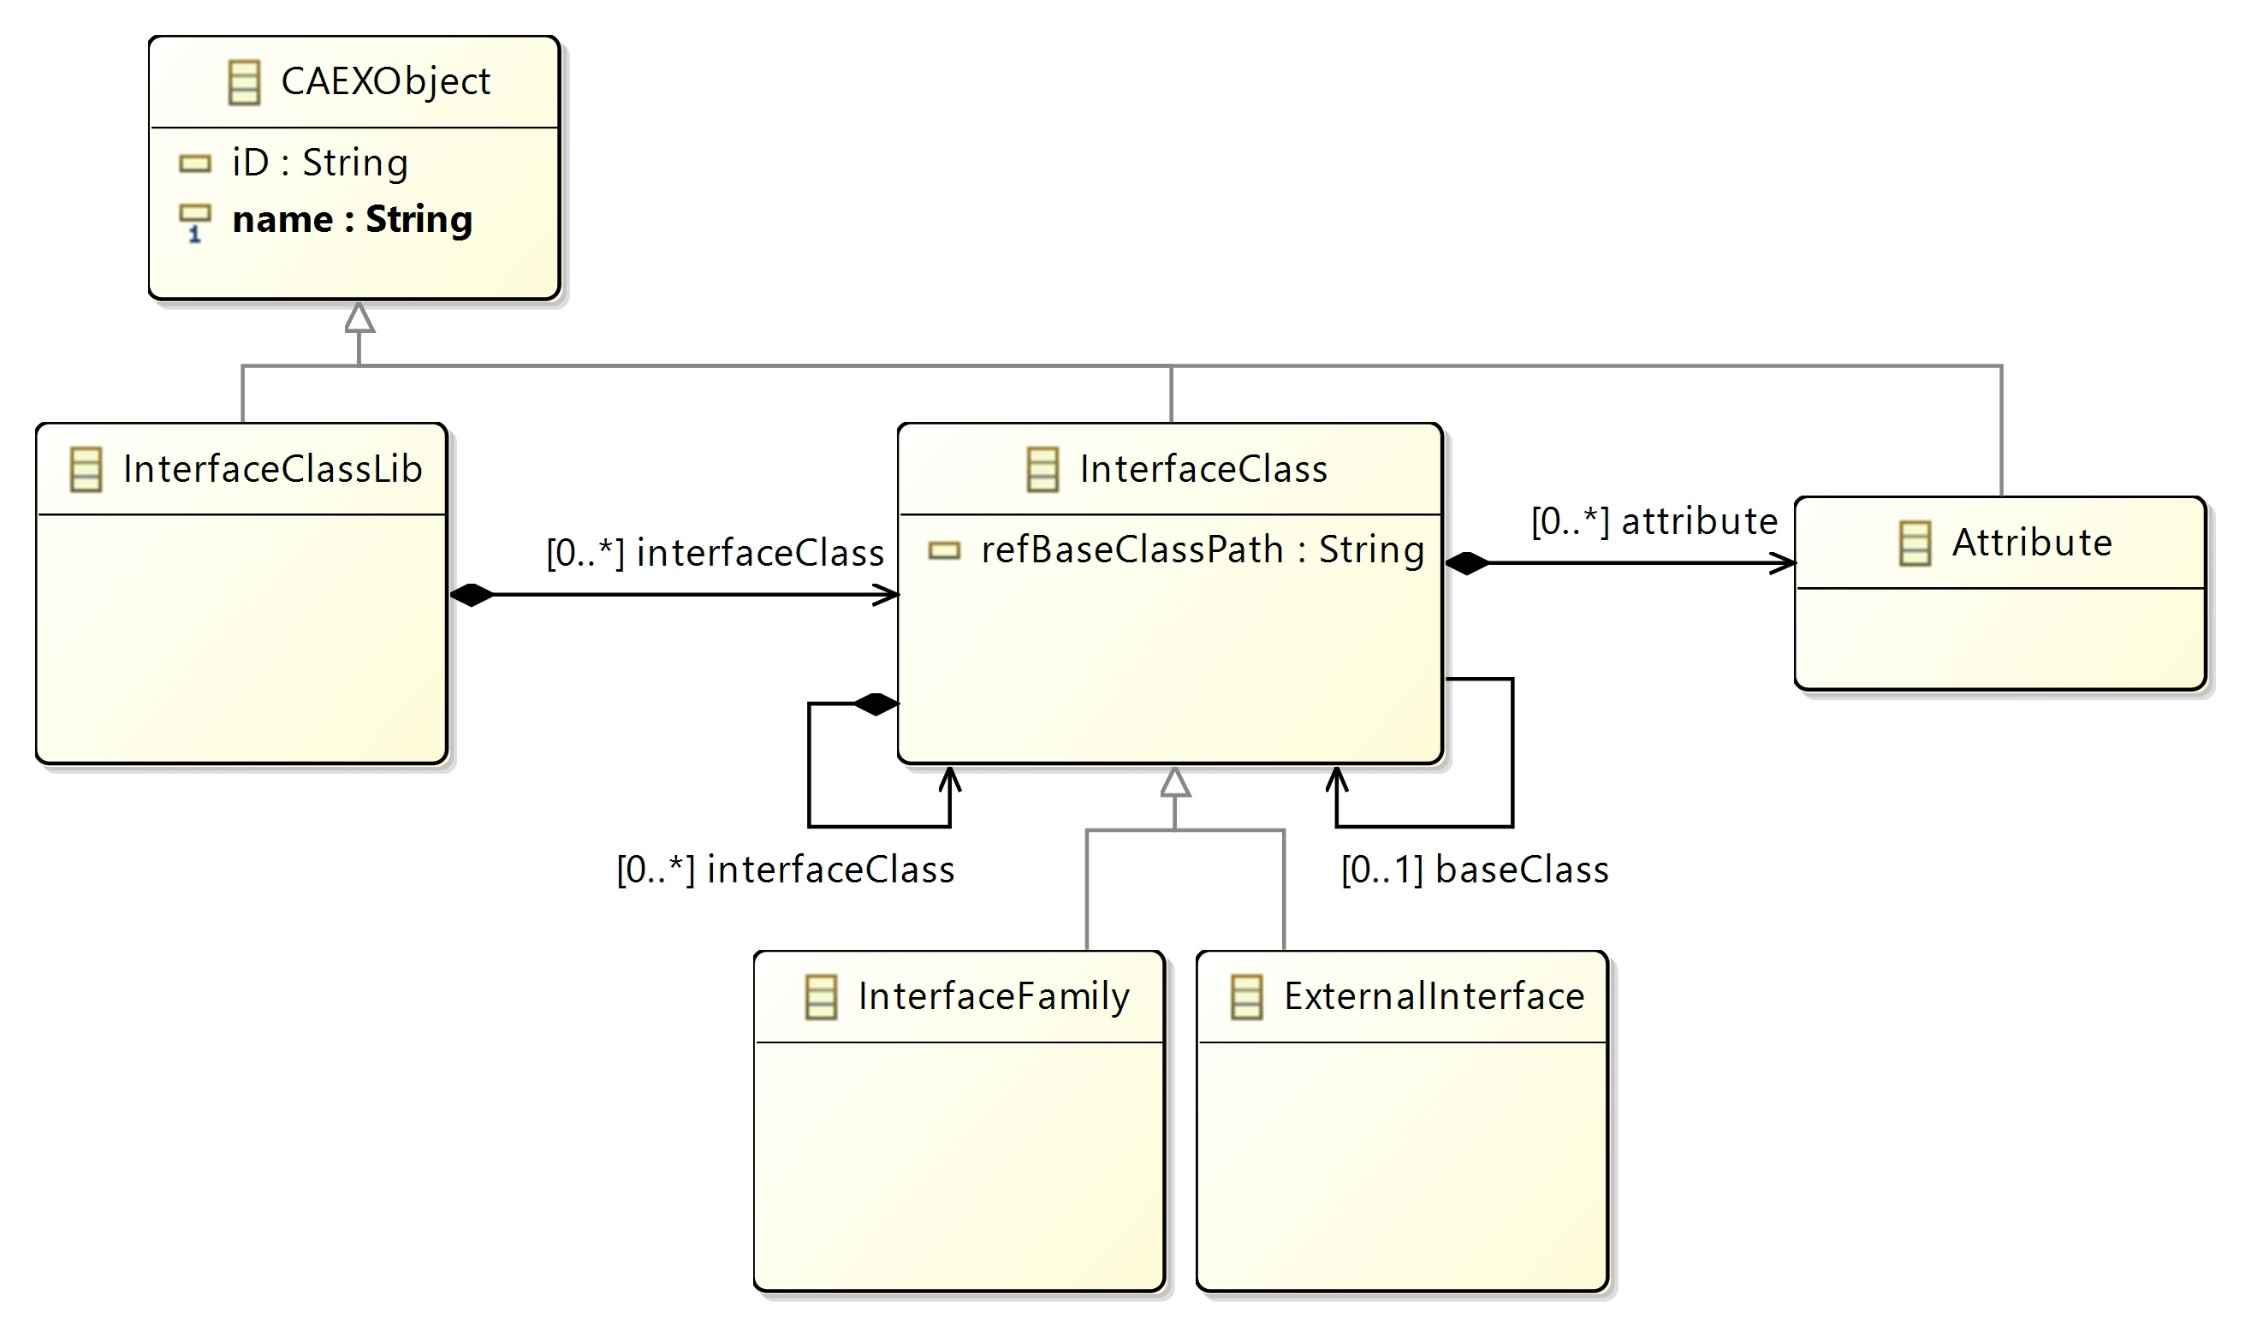 CAEXObject
iD : String
name : String
1
InterfaceClassLib
[0..*] interfaceClass
InterfaceClass
refBaseClassPath : String
[0..*] attribute
Attribute
[0..*] interfaceClass
[0..1] baseClass
InterfaceFamily
ExternalInterface